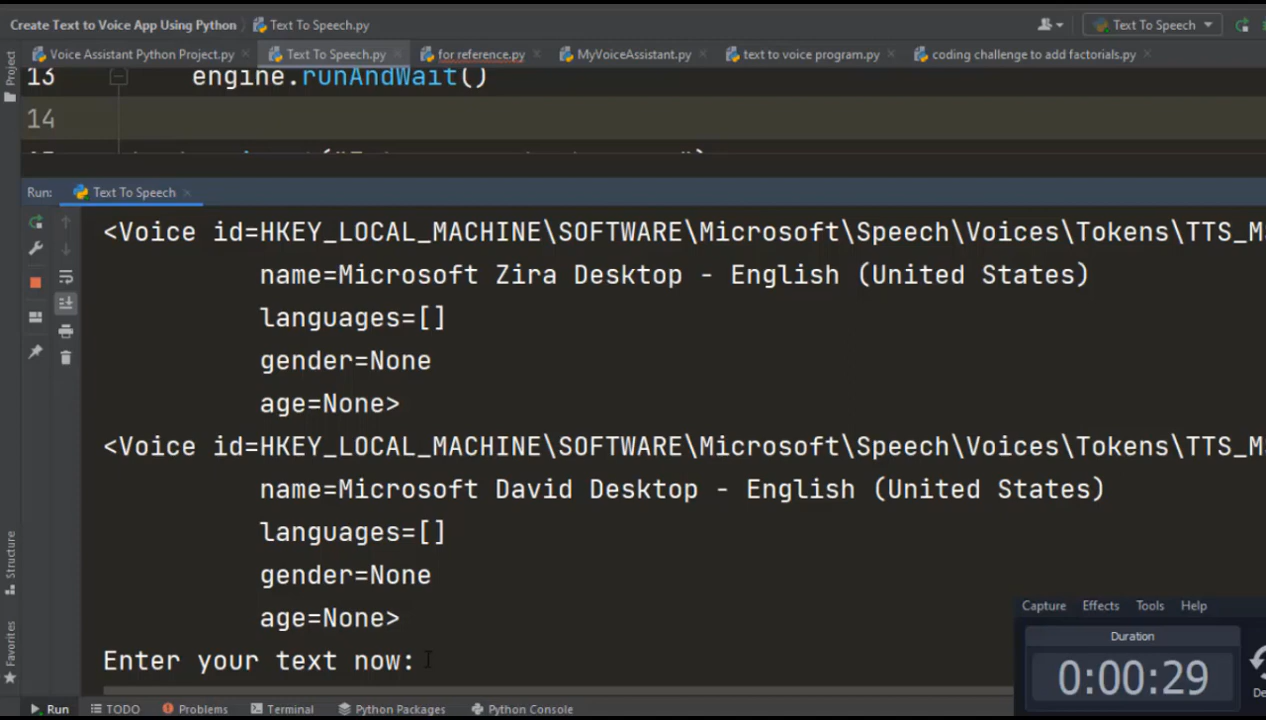 Create Text to Voice App Using Python Text To Speech.py Text To Speech
Voice Assistant Python Project.py Text To Speech.py for reference.py MyVoiceAssistant.py text to voice program.py coding challenge to add factorials.py
Project
13 engine.runAndWait()
14
Run: Text To Speech
<Voice id=HKEY_LOCAL_MACHINE\SOFTWARE\Microsoft\Speech\Voices\Tokens\TTS_M
name=Microsoft Zira Desktop - English (United States)
languages=[]
gender=None
age=None>
<Voice id=HKEY_LOCAL_MACHINE\SOFTWARE\Microsoft\Speech\Voices\Tokens\TTS_M
name=Microsoft David Desktop - English (United States)
languages=[]
gender=None
age=None>
Enter your text now:
Structure
Favorites
Capture Effects Tools Help
Duration
0:00:29
Run TODO Problems Terminal Python Packages Python Console